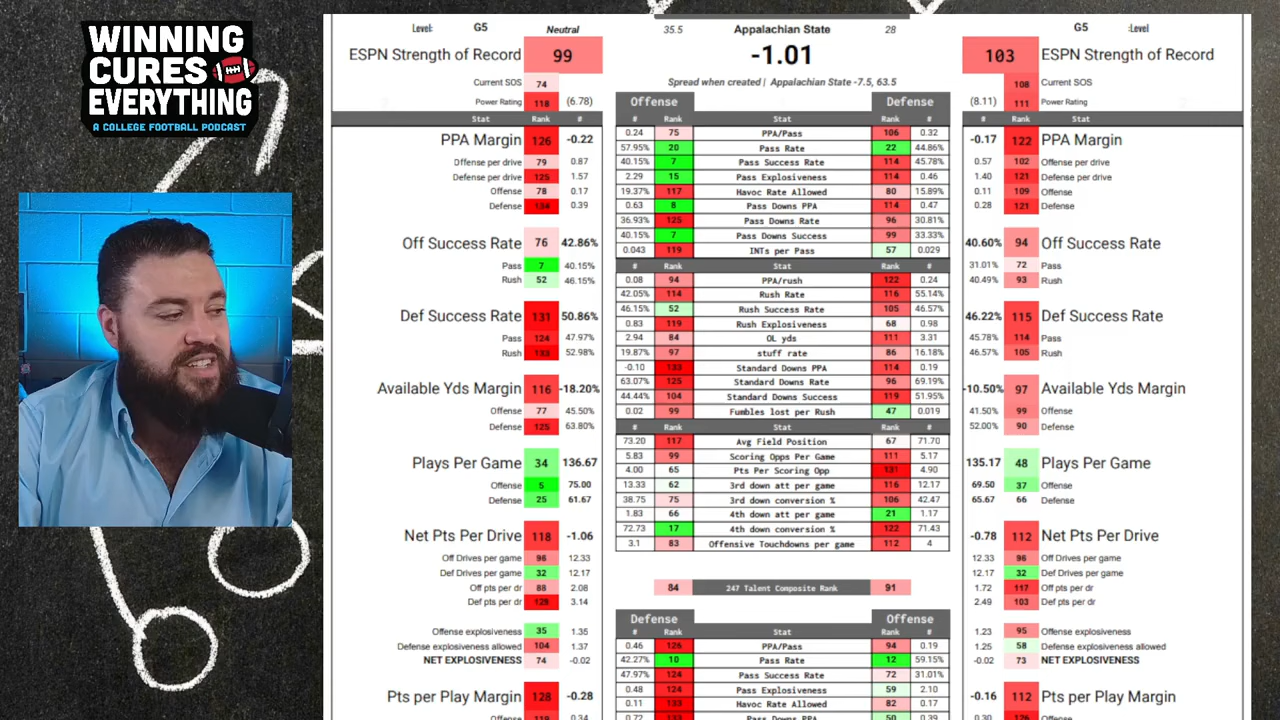 WINNING
CURES
EVERYTHING
A COLLEGE FOOTBALL PODCAST
Level: G5 Neutral 35.5 Appalachian State 28 G5 :Level
ESPN Strength of Record 99 -1.01 103 ESPN Strength of Record
Current SOS 74 Spread when created | Appalachian State -7.5, 63.5 108 Current SOS
Power Rating 118 (6.78) Offense Defense (8.11) 111 Power Rating
Stat Rank # # Rank Stat Rank # # Rank Stat
PPA Margin 126 -0.22 -0.17 122 PPA Margin
Offense per drive 79 0.87 0.57 102 Offense per drive
Defense per drive 125 1.57 1.40 121 Defense per drive
Offense 78 0.17 0.11 109 Offense
Defense 0.39 0.28 121 Defense
0.24 75 PPA/Pass 106 0.32
57.95% 20 Pass Rate 22 44.86%
40.15% 7 Pass Success Rate 114 45.78%
2.29 15 Pass Explosiveness 114 0.46
19.37% 117 Havoc Rate Allowed 80 15.89%
0.63 8 Pass Downs PPA 114 0.47
36.93% 125 Pass Downs Rate 96 30.81%
40.15% 7 Pass Downs Success 99 33.33%
0.043 119 INTs per Pass 57 0.029
Off Success Rate 76 42.86% 40.60% 94 Off Success Rate
Pass 7 40.15% 31.01% 72 Pass
Rush 52 46.15% 40.49% 93 Rush
# Rank Stat Rank #
0.08 94 PPA/rush 122 0.24
42.05% 114 Rush Rate 116 55.14%
46.15% 52 Rush Success Rate 105 46.57%
0.83 119 Rush Explosiveness 68 0.98
2.94 84 OL yds 111 3.31
19.87% 97 stuff rate 86 16.18%
-0.10 133 Standard Downs PPA 114 0.19
63.07% 125 Standard Downs Rate 96 69.19%
44.44% 104 Standard Downs Success 119 51.95%
0.02 99 Fumbles lost per Rush 47 0.019
Def Success Rate 131 50.86% 46.22% 115 Def Success Rate
Pass 124 47.97% 45.78% 114 Pass
Rush 133 52.98% 46.57% 105 Rush
Available Yds Margin 116 -18.20% -10.50% 97 Available Yds Margin
Offense 77 45.50% 41.50% 99 Offense
Defense 125 63.80% 52.00% 90 Defense
# Rank Stat Rank #
73.20 117 Avg Field Position 67 71.70
5.83 99 Scoring Opps Per Game 111 5.17
4.00 65 Pts Per Scoring Opp 131 4.90
13.33 62 3rd down att per game 116 12.17
38.75 75 3rd down conversion % 106 42.47
1.83 66 4th down att per game 21 1.17
72.73 17 4th down conversion % 122 71.43
3.1 83 Offensive Touchdowns per game 112 4
Plays Per Game 34 136.67 135.17 48 Plays Per Game
Offense 5 75.00 69.50 37 Offense
Defense 25 61.67 65.67 66 Defense
Net Pts Per Drive 118 -1.06 -0.78 112 Net Pts Per Drive
Off Drives per game 96 12.33 12.33 96 Off Drives per game
Def Drives per game 32 12.17 12.17 32 Def Drives per game
Off pts per dr 88 2.08 1.72 117 Off pts per dr
Def pts per dr 129 3.14 2.49 103 Def pts per dr
84 247 Talent Composite Rank 91
Offense explosiveness 35 1.35 1.23 95 Offense explosiveness
Defense explosiveness allowed 104 1.37 1.25 58 Defense explosiveness allowed
NET EXPLOSIVENESS 74 -0.02 -0.02 73 NET EXPLOSIVENESS
Defense Offense
# Rank Stat Rank #
0.46 126 PPA/Pass 94 0.19
42.27% 10 Pass Rate 12 59.15%
47.97% 124 Pass Success Rate 72 31.01%
0.48 124 Pass Explosiveness 59 2.10
0.11 133 Havoc Rate Allowed 82 0.17
0.72 133 Pass Downs PPA 50 0.39
Pts per Play Margin 128 -0.28 -0.16 112 Pts per Play Margin
119 0.34 0.30 126